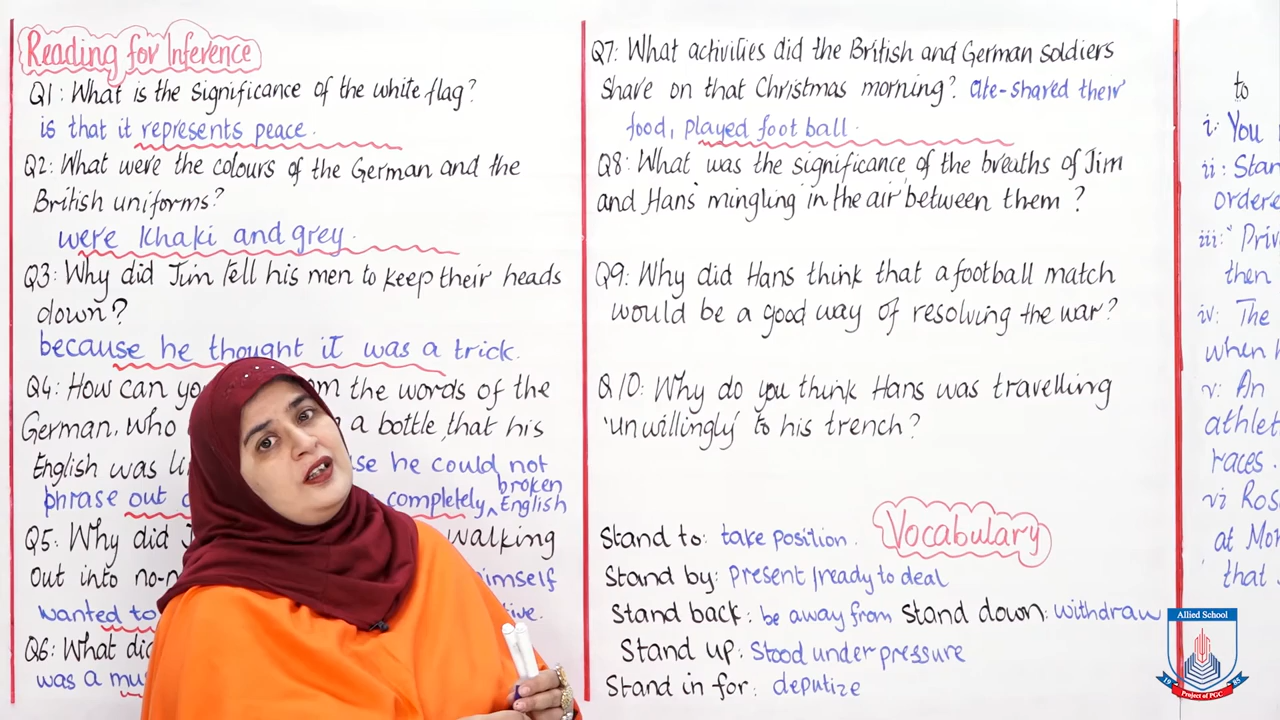 Reading for Inference
Q1: What is the significance of the white flag?
is that it represents peace.
Q2: What were the colours of the German and the
British uniforms?
were khaki and grey.
Q3: Why did Jim tell his men to keep their heads
down?
because he thought it was a trick.
Q4: How can you the words of the
German, who a bottle, that his
English was he could not
broken
phrase out completely ^ English
Q5: Why did walking
Out into no-
wanted to
Q6: What
was a
Q7: What activities did the British and German soldiers
share on that Christmas morning? ate-shared their
food, played foot ball.
Q8: What was the significance of the breaths of Jim
and Hans mingling in the air between them?
Q9: Why did Hans think that a football match
would be a good way of resolving the war?
Q10: Why do you think Hans was travelling
'unwillingly' to his trench?
Vocabulary
Stand to: take position.
Stand by: Present/ready to deal
Stand back: be away from Stand down: withdraw
Stand up: Stood under pressure
Stand in for: deputize
to
i: You
ii: Stan
ordere
iii: " Priv
then
iv: The
when
v: An
athlet
races.
vi Ros
at Mor
that
Allied School
1985
Project of PGC